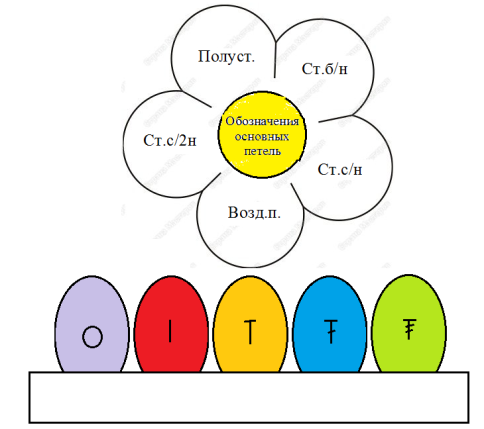 Полуст.
Ст.б/н
Обозначения
основных
петель
Ст.с/2н
Ст.с/н
Возд.п.